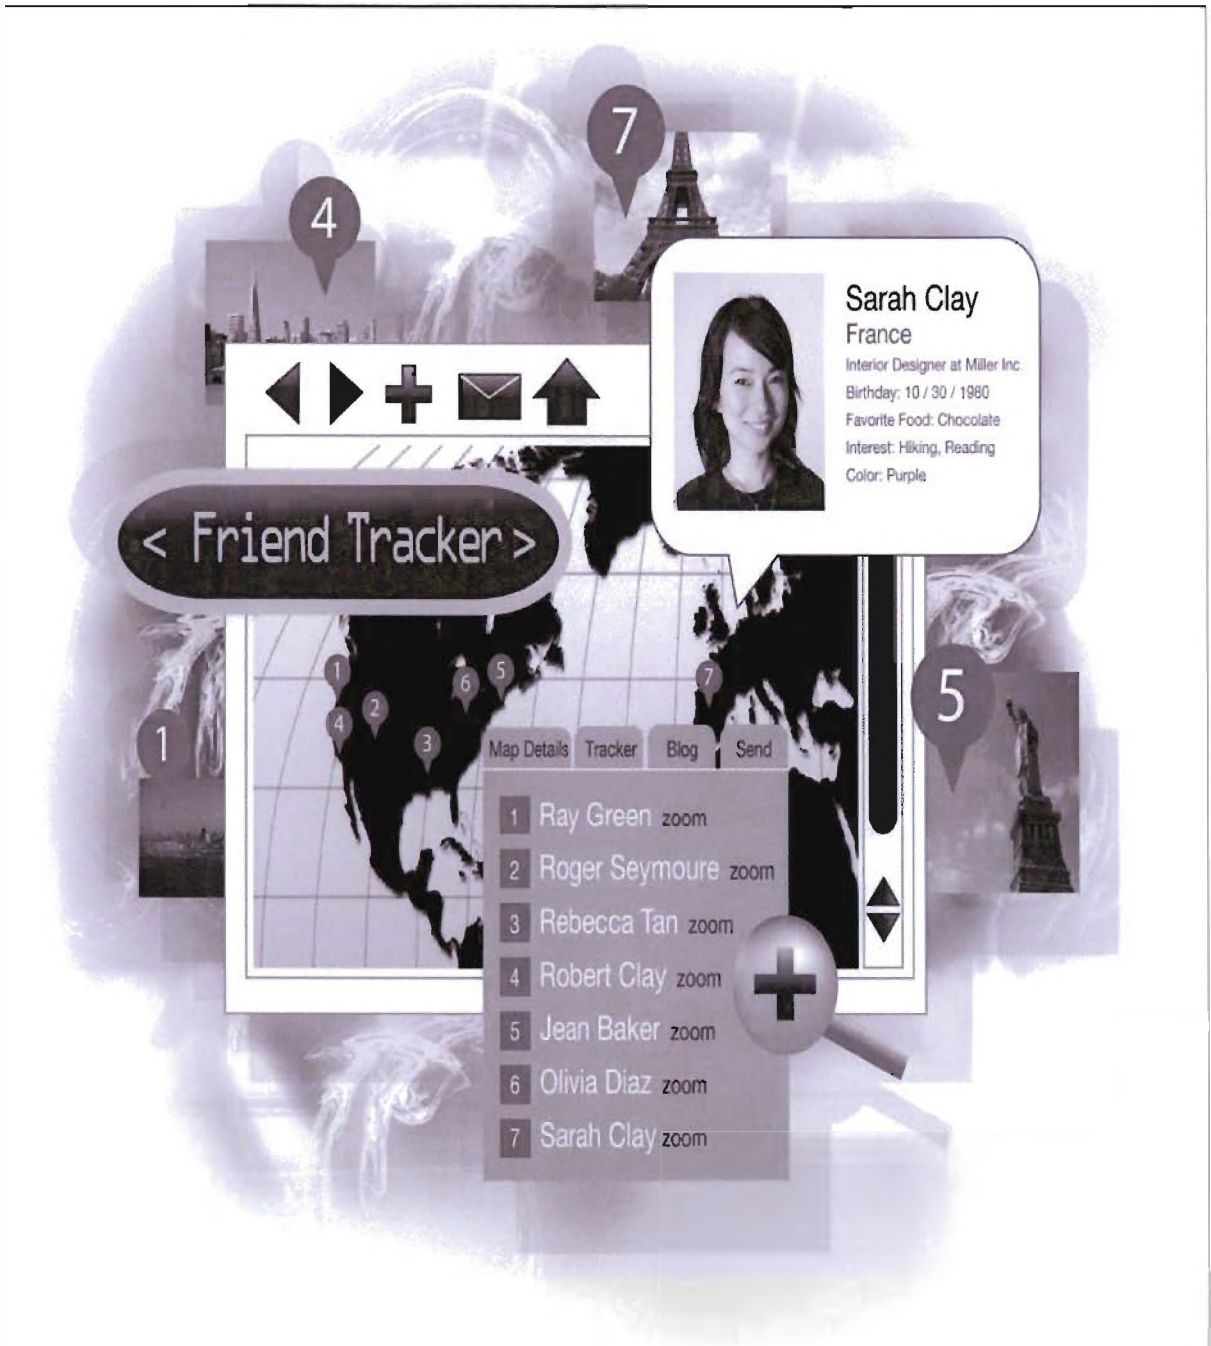 7
4
Sarah Clay
France
Interior Designer at Miller Inc.
Birthday: 10 / 30 / 1980
Favorite Food: Chocolate
Interest: Hiking, Reading
Color: Purple
< Friend Tracker >
1
6
5
7
5
2
4
3
1
Map Details Tracker Blog Send
1 Ray Green zoom
2 Roger Seymoure zoom
3 Rebecca Tan zoom
4 Robert Clay zoom
5 Jean Baker zoom
6 Olivia Diaz zoom
7 Sarah Clay zoom